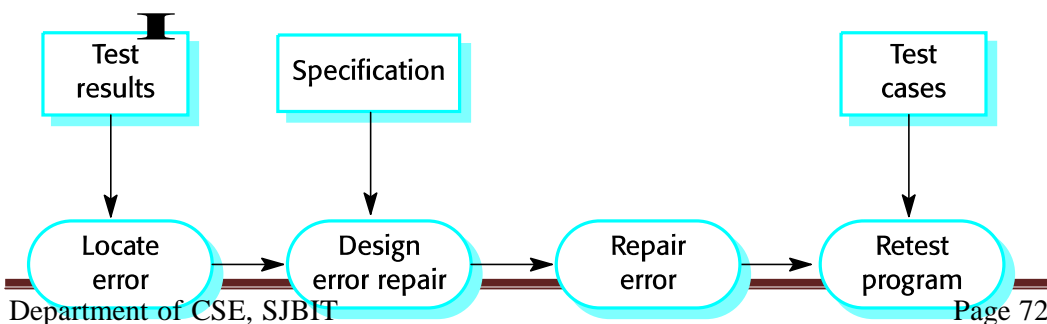 I
Test
results
Specification
Test
cases
Locate
error
Design
error repair
Repair
error
Retest
program
Department of CSE, SJBIT
Page 72